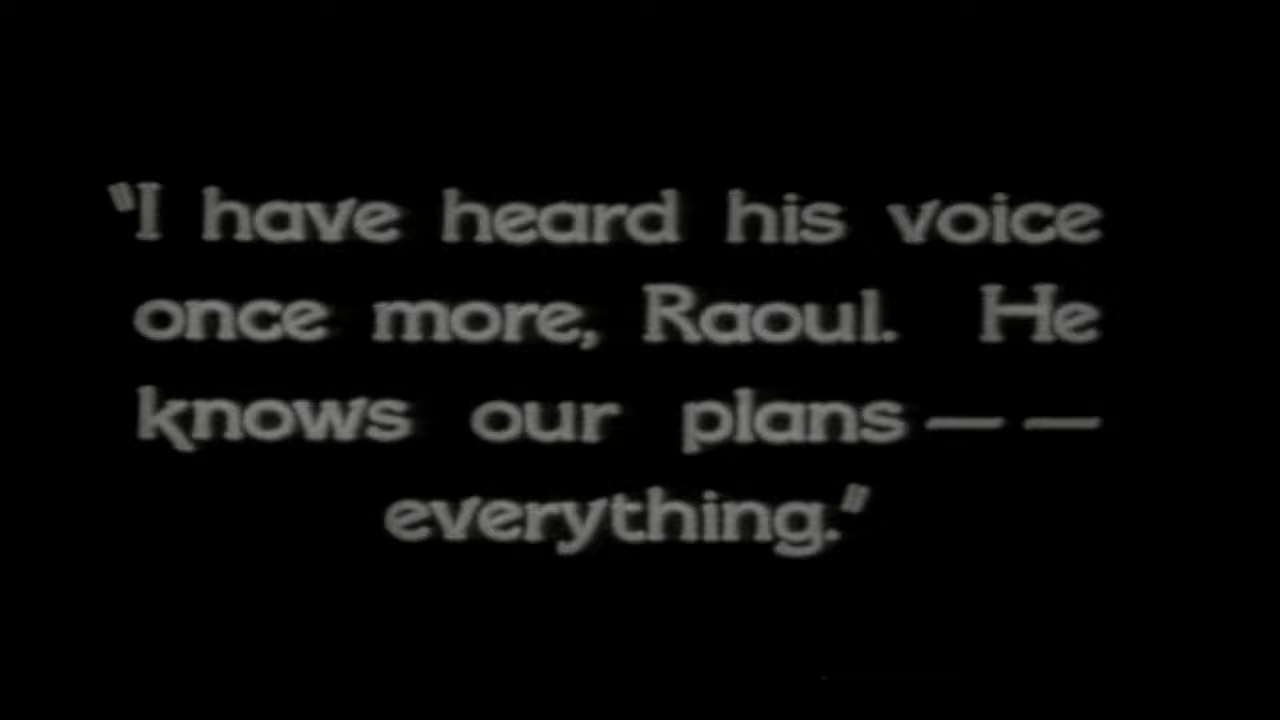 "I have heard his voice
once more, Raoul. He
knows our plans — —
everything."